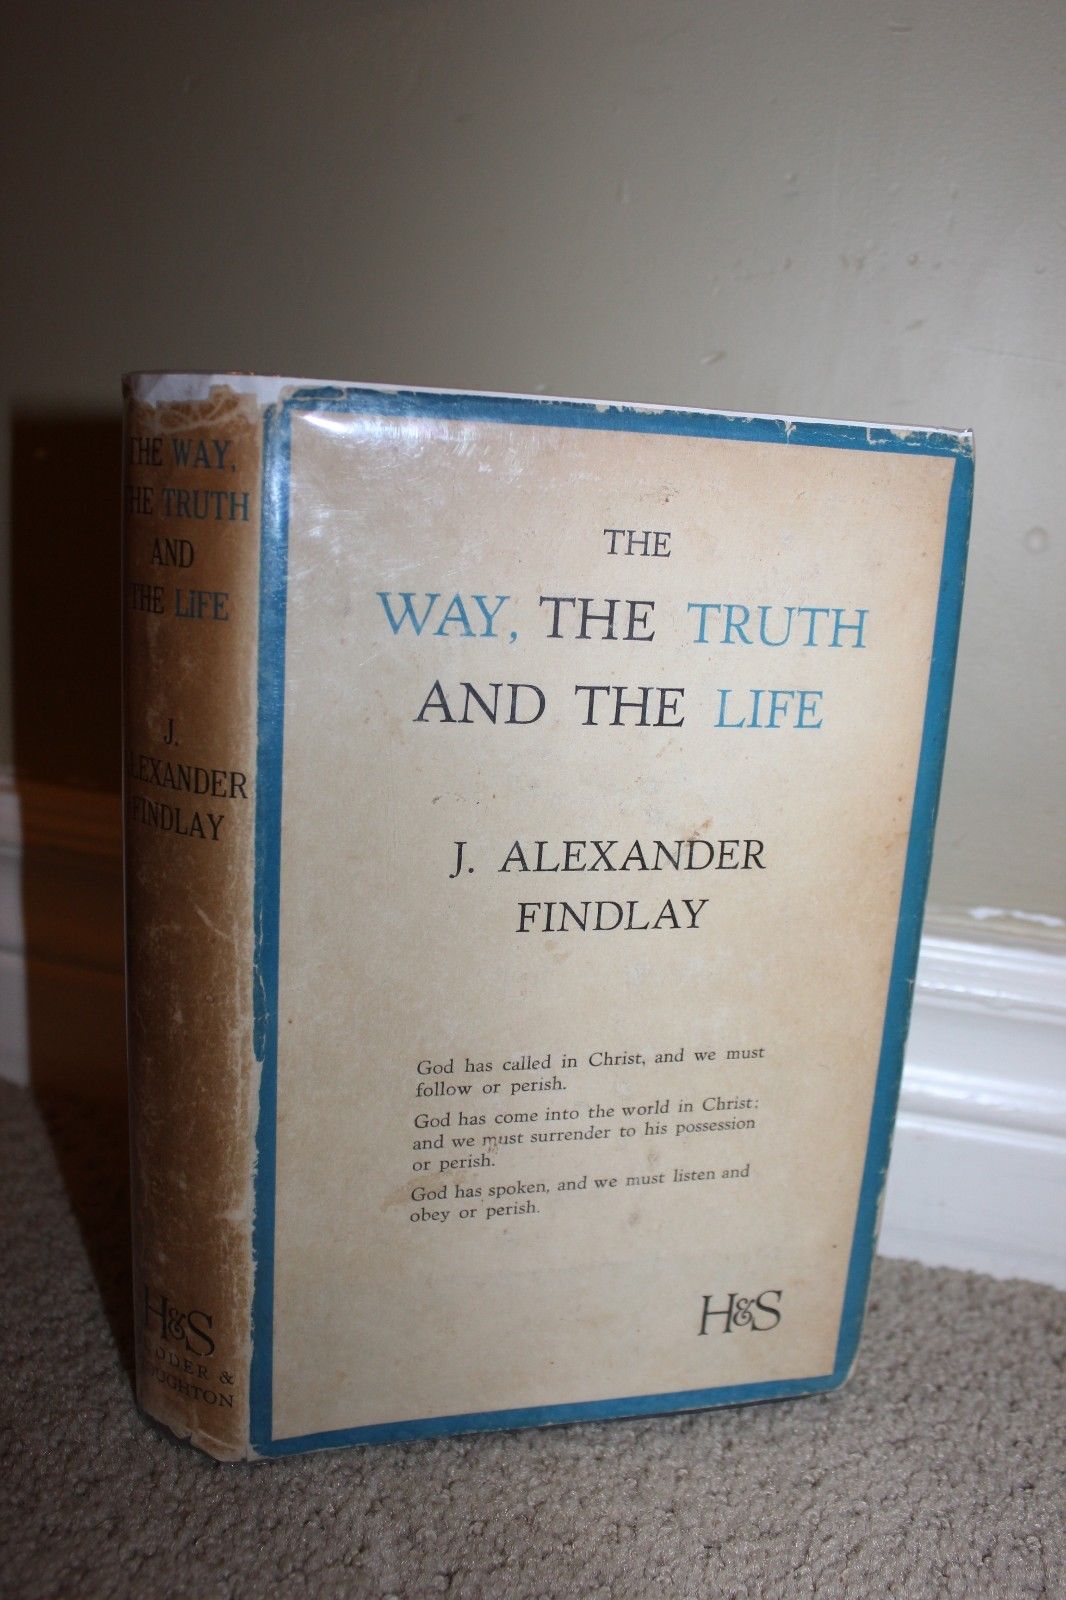 THE WAY,
THE TRUTH
AND
THE LIFE
J.
ALEXANDER
FINDLAY
H&S
HODDER &
STOUGHTON
THE
WAY, THE TRUTH
AND THE LIFE
J. ALEXANDER
FINDLAY
God has called in Christ, and we must
follow or perish.
God has come into the world in Christ;
and we must surrender to his possession
or perish.
God has spoken, and we must listen and
obey or perish.
H&S